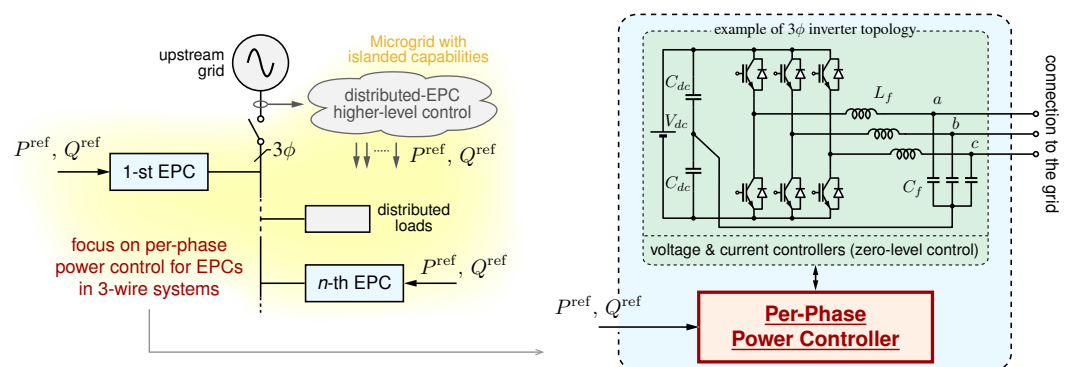 upstream
grid
Microgrid with
islanded capabilities
distributed-EPC
higher-level control
3ϕ
P^ref, Q^ref
P^ref, Q^ref
1-st EPC
distributed
loads
focus on per-phase
power control for EPCs
in 3-wire systems
P^ref, Q^ref
n-th EPC
example of 3ϕ inverter topology
C_dc
V_dc
C_dc
L_f
a
b
c
C_f
connection to the grid
voltage & current controllers (zero-level control)
P^ref, Q^ref
Per-Phase
Power Controller